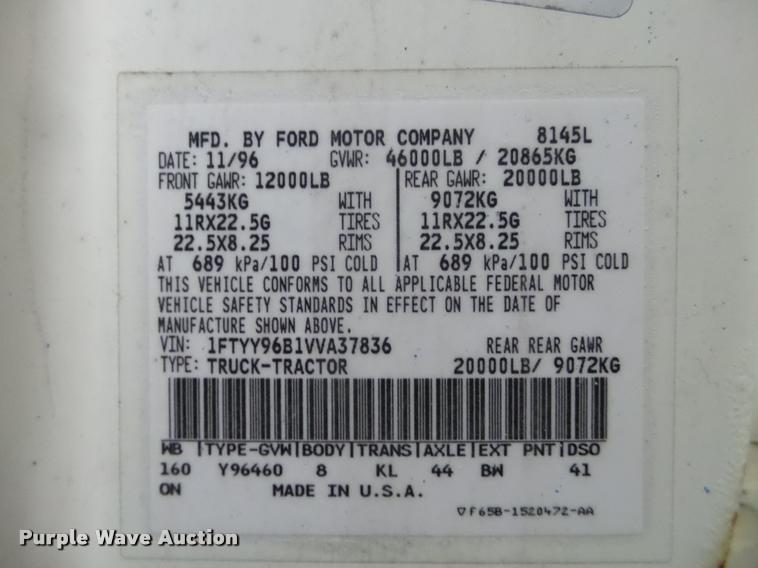 MFD. BY FORD MOTOR COMPANY 8145L
DATE: 11/96 GVWR: 46000LB / 20865KG
FRONT GAWR: 12000LB REAR GAWR: 20000LB
5443KG WITH 9072KG WITH
11RX22.5G TIRES 11RX22.5G TIRES
22.5X8.25 RIMS 22.5X8.25 RIMS
AT 689 kPa/100 PSI COLD AT 689 kPa/100 PSI COLD
THIS VEHICLE CONFORMS TO ALL APPLICABLE FEDERAL MOTOR
VEHICLE SAFETY STANDARDS IN EFFECT ON THE DATE OF
MANUFACTURE SHOWN ABOVE.
VIN: 1FTYY96B1VVA37836 REAR REAR GAWR
TYPE: TRUCK-TRACTOR 20000LB/ 9072KG
WB TYPE-GVW BODY TRANS AXLE EXT PNT DSO
160 Y96460 8 KL 44 BW 41
ON MADE IN U.S.A.
F65B-1520472-AA
Purple Wave Auction